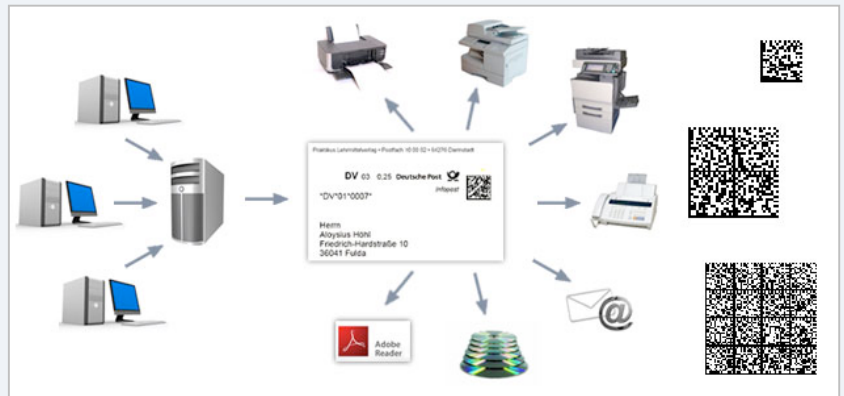 Praktikus Lehrmittelverlag • Postfach 10 00 02 • 64276 Darmstadt
DV 03 0,25 Deutsche Post
Infopost
*DV*01*0007*
Herrn
Aloysius Höhl
Friedrich-Hardstraße 10
36041 Fulda
@
Adobe
Reader